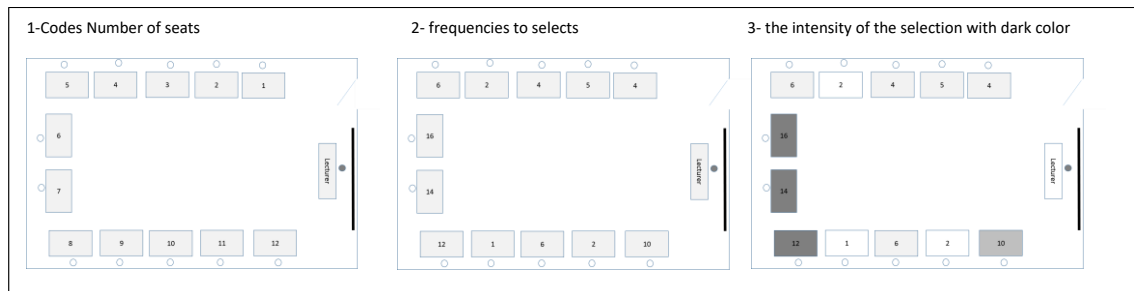 1-Codes Number of seats
2- frequencies to selects
3- the intensity of the selection with dark color
5 4 3 2 1
6
7
Lecturer
8 9 10 11 12
6 2 4 5 4
16
14
Lacturer
12 1 6 2 10
6 2 4 5 4
16
14
Lacturer
12 1 6 2 10